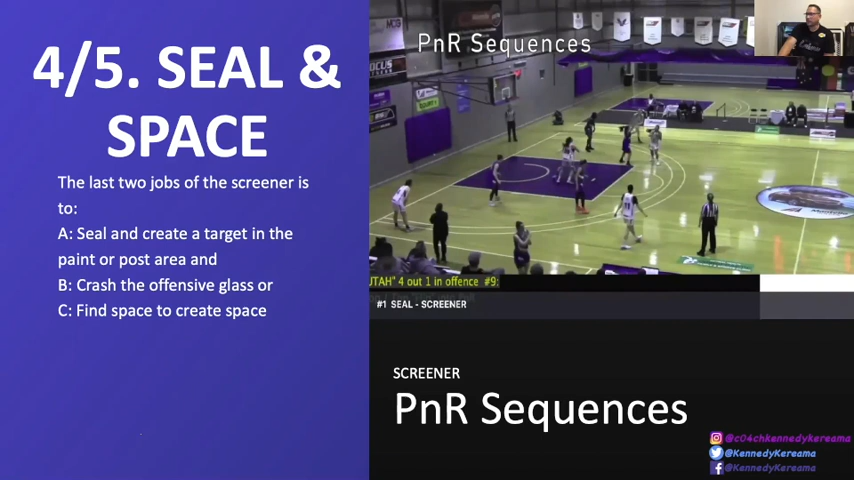 4/5. SEAL &
SPACE
The last two jobs of the screener is
to:
A: Seal and create a target in the
paint or post area and
B: Crash the offensive glass or
C: Find space to create space
PnR Sequences
UTAH" 4 out 1 in offence #9:
#1 SEAL - SCREENER
SCREENER
PnR Sequences
@c04chkennedykereama
@KennedyKereama
@KennedyKereama